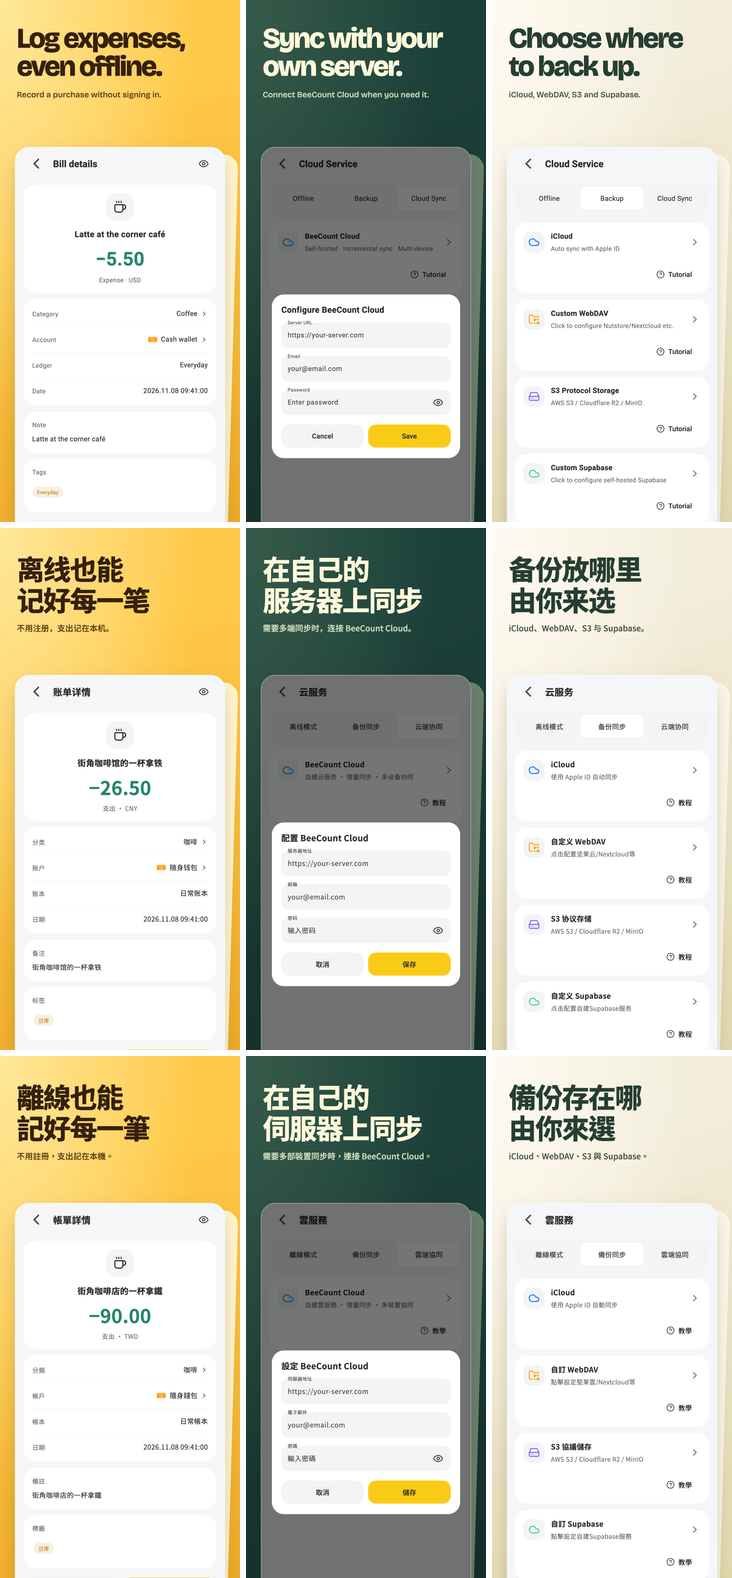 Log expenses,
even offline.
Record a purchase without signing in.
Bill details
Latte at the corner café
−5.50
Expense · USD
Category
Coffee
Account
Cash wallet
Ledger
Everyday
Date
2026.11.08 09:41:00
Note
Latte at the corner café
Tags
Everyday
Sync with your
own server.
Connect BeeCount Cloud when you need it.
Cloud Service
Offline
Backup
Cloud Sync
BeeCount Cloud
Self-hosted · Incremental sync · Multi-device
Tutorial
Configure BeeCount Cloud
Server URL
https://your-server.com
Email
your@email.com
Password
Enter password
Cancel
Save
Choose where
to back up.
iCloud, WebDAV, S3 and Supabase.
Cloud Service
Offline
Backup
Cloud Sync
iCloud
Auto sync with Apple ID
Tutorial
Custom WebDAV
Click to configure Nutstore/Nextcloud etc.
Tutorial
S3 Protocol Storage
AWS S3 / Cloudflare R2 / MinIO
Tutorial
Custom Supabase
Click to configure self-hosted Supabase
Tutorial
离线也能
记好每一笔
不用注册，支出记在本机。
账单详情
街角咖啡馆的一杯拿铁
−26.50
支出 · CNY
分类
咖啡
账户
随身钱包
账本
日常账本
日期
2026.11.08 09:41:00
备注
街角咖啡馆的一杯拿铁
标签
日常
在自己的
服务器上同步
需要多端同步时，连接 BeeCount Cloud。
云服务
离线模式
备份同步
云端协同
BeeCount Cloud
自建云服务 · 增量同步 · 多设备协同
教程
配置 BeeCount Cloud
服务器地址
https://your-server.com
邮箱
your@email.com
密码
输入密码
取消
保存
备份放哪里
由你来选
iCloud、WebDAV、S3 与 Supabase。
云服务
离线模式
备份同步
云端协同
iCloud
使用 Apple ID 自动同步
教程
自定义 WebDAV
点击配置坚果云/Nextcloud等
教程
S3 协议存储
AWS S3 / Cloudflare R2 / MinIO
教程
自定义 Supabase
点击配置自建Supabase服务
教程
離線也能
記好每一筆
不用註冊，支出記在本機。
帳單詳情
街角咖啡店的一杯拿鐵
−90.00
支出 · TWD
分類
咖啡
帳戶
隨身錢包
帳本
日常帳本
日期
2026.11.08 09:41:00
備註
街角咖啡店的一杯拿鐵
標籤
日常
在自己的
伺服器上同步
需要多部裝置同步時，連接 BeeCount Cloud。
雲服務
離線模式
備份同步
雲端協同
BeeCount Cloud
自建雲服務 · 增量同步 · 多裝置協同
教學
設定 BeeCount Cloud
伺服器地址
https://your-server.com
電子郵件
your@email.com
密碼
輸入密碼
取消
儲存
備份存在哪
由你來選
iCloud、WebDAV、S3 與 Supabase。
雲服務
離線模式
備份同步
雲端協同
iCloud
使用 Apple ID 自動同步
教學
自訂 WebDAV
點擊設定堅果雲/Nextcloud等
教學
S3 協議儲存
AWS S3 / Cloudflare R2 / MinIO
教學
自訂 Supabase
點擊設定自建Supabase服務
教學